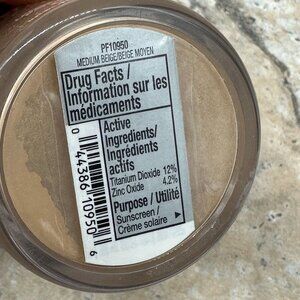 PF10950
MEDIUM BEIGE/BEIGE MOYEN
Drug Facts /
Information sur les
médicaments
Active
Ingredients/
Ingrédients
actifs
Titanium Dioxide 12%
Zinc Oxide 4.2%
Purpose / Utilité
Sunscreen /
Crème solaire
0 44386 10950 6